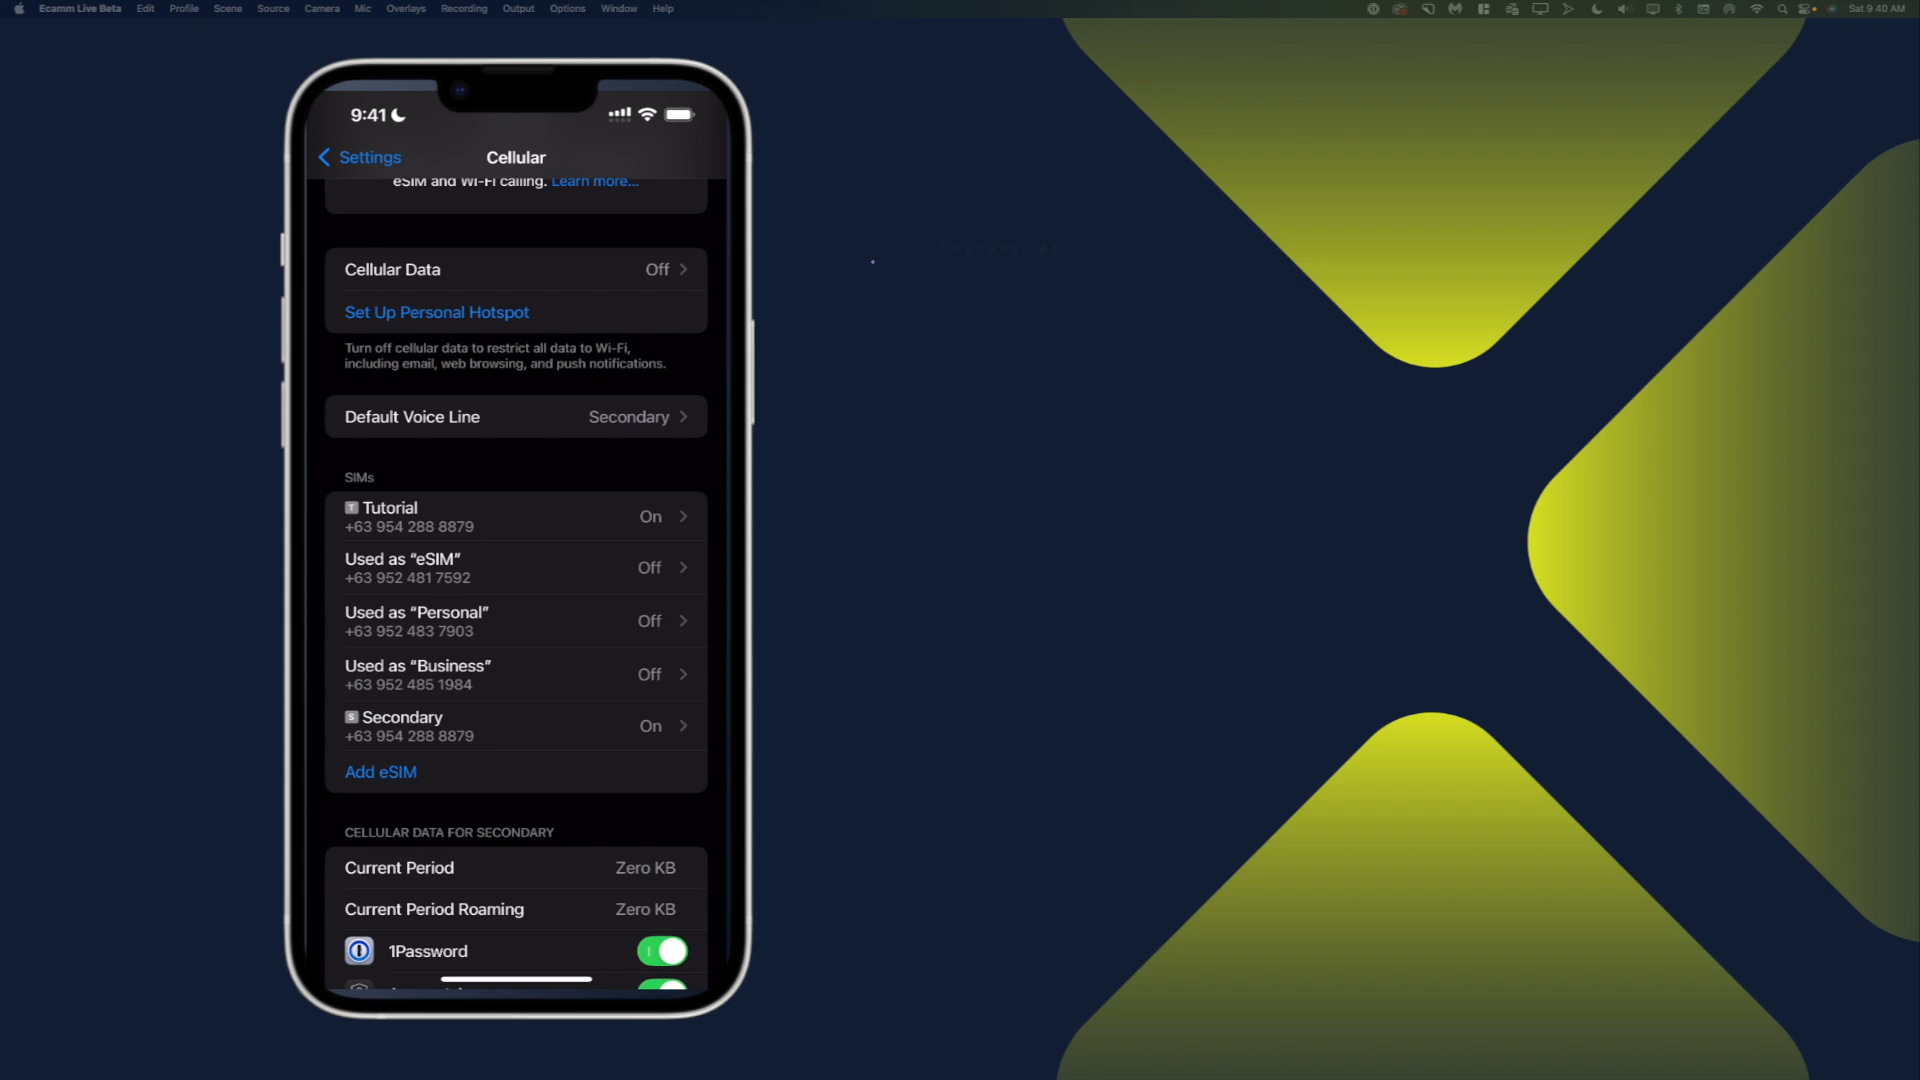 Ecamm Live Beta Edit Profile Scene Source Camera Mic Overlays Recording Output Options Window Help
Sat 9 40 AM
9:41
Settings
Cellular
eSIM and Wi-Fi calling. Learn more...
Cellular Data Off
Set Up Personal Hotspot
Turn off cellular data to restrict all data to Wi-Fi,
including email, web browsing, and push notifications.
Default Voice Line Secondary
SIMs
T Tutorial
+63 954 288 8879
On
Used as “eSIM”
+63 952 481 7592
Off
Used as “Personal”
+63 952 483 7903
Off
Used as “Business”
+63 952 485 1984
Off
S Secondary
+63 954 288 8879
On
Add eSIM
CELLULAR DATA FOR SECONDARY
Current Period Zero KB
Current Period Roaming Zero KB
1Password